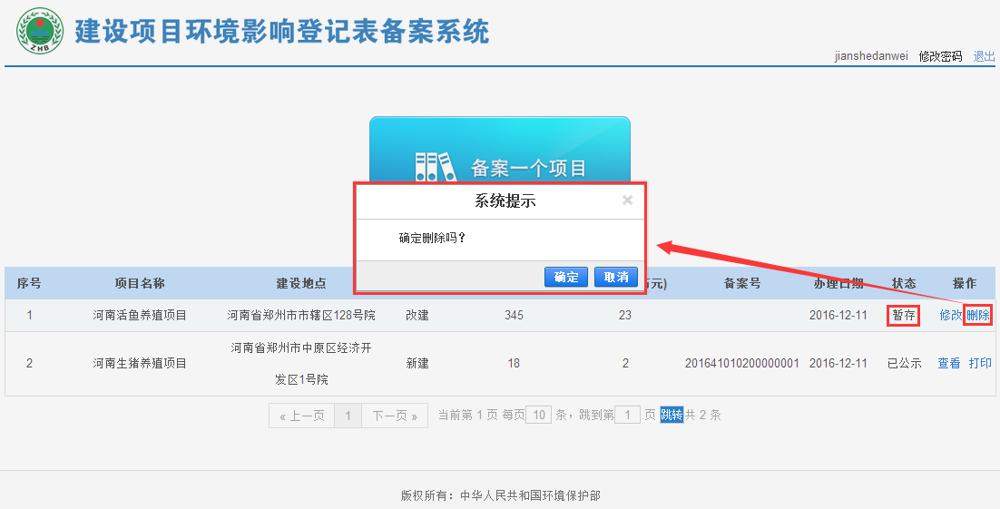 ZHB
建设项目环境影响登记表备案系统
jianshedanwei 修改密码 退出
备案一个项目
系统提示 ×
确定删除吗?
确定 取消
序号 项目名称 建设地点 元) 备案号 办理日期 状态 操作
1 河南活鱼养殖项目 河南省郑州市市辖区128号院 改建 345 23 2016-12-11 暂存 修改 删除
河南省郑州市中原区经济开
2 河南生猪养殖项目 新建 18 2 201641010200000001 2016-12-11 已公示 查看 打印
发区1号院
« 上一页 1 下一页 » 当前第 1 页 每页 10 条,跳到第 1 页 跳转 共 2 条
版权所有:中华人民共和国环境保护部